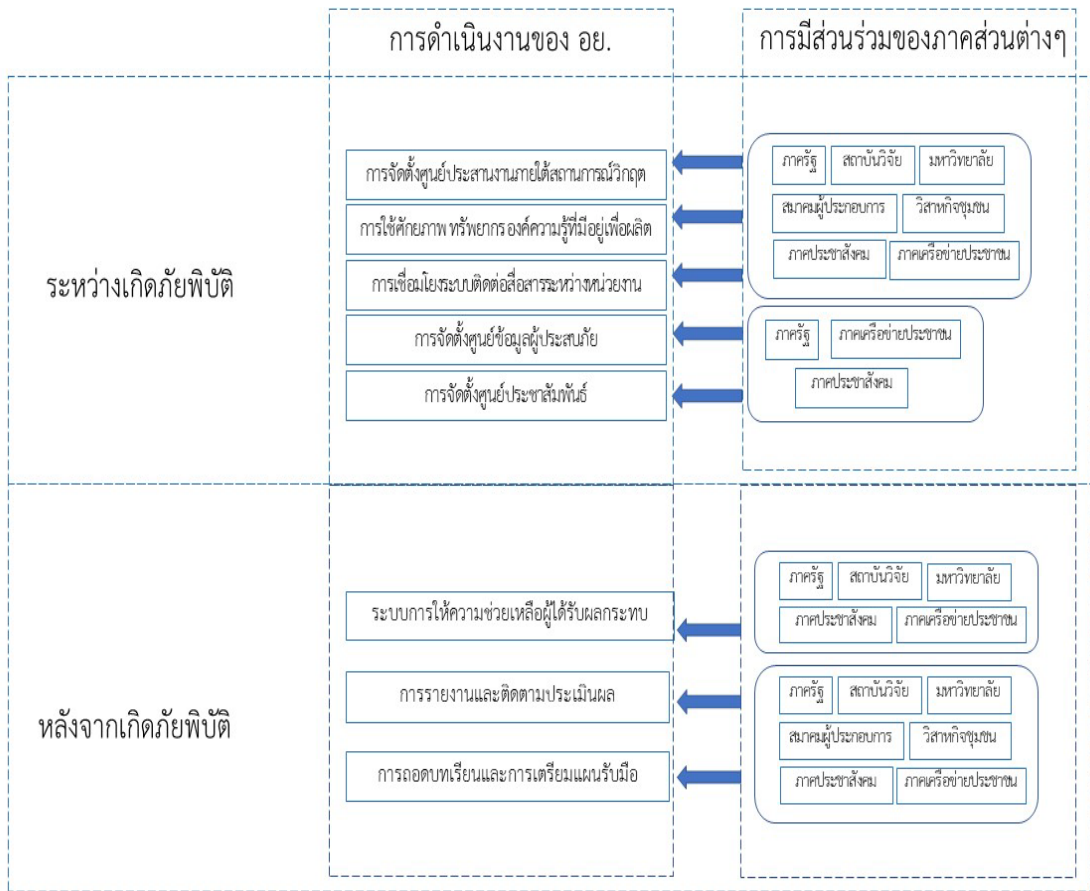 การดำเนินงานของ อย.
การมีส่วนร่วมของภาคส่วนต่างๆ
ระหว่างเกิดภัยพิบัติ
การจัดตั้งศูนย์ประสานงานภายใต้สถานการณ์วิกฤต
การใช้ศักยภาพ ทรัพยากร องค์ความรู้ที่มีอยู่เพื่อผลิต
การเชื่อมโยงระบบติดต่อสื่อสารระหว่างหน่วยงาน
การจัดตั้งศูนย์ข้อมูลผู้ประสบภัย
การจัดตั้งศูนย์ประชาสัมพันธ์
ภาครัฐ สถาบันวิจัย มหาวิทยาลัย
สมาคมผู้ประกอบการ วิสาหกิจชุมชน
ภาคประชาสังคม ภาคเครือข่ายประชาชน
ภาครัฐ ภาคเครือข่ายประชาชน
ภาคประชาสังคม
หลังจากเกิดภัยพิบัติ
ระบบการให้ความช่วยเหลือผู้ได้รับผลกระทบ
การรายงานและติดตามประเมินผล
การถอดบทเรียนและการเตรียมแผนรับมือ
ภาครัฐ สถาบันวิจัย มหาวิทยาลัย
ภาคประชาสังคม ภาคเครือข่ายประชาชน
ภาครัฐ สถาบันวิจัย มหาวิทยาลัย
สมาคมผู้ประกอบการ วิสาหกิจชุมชน
ภาคประชาสังคม ภาคเครือข่ายประชาชน